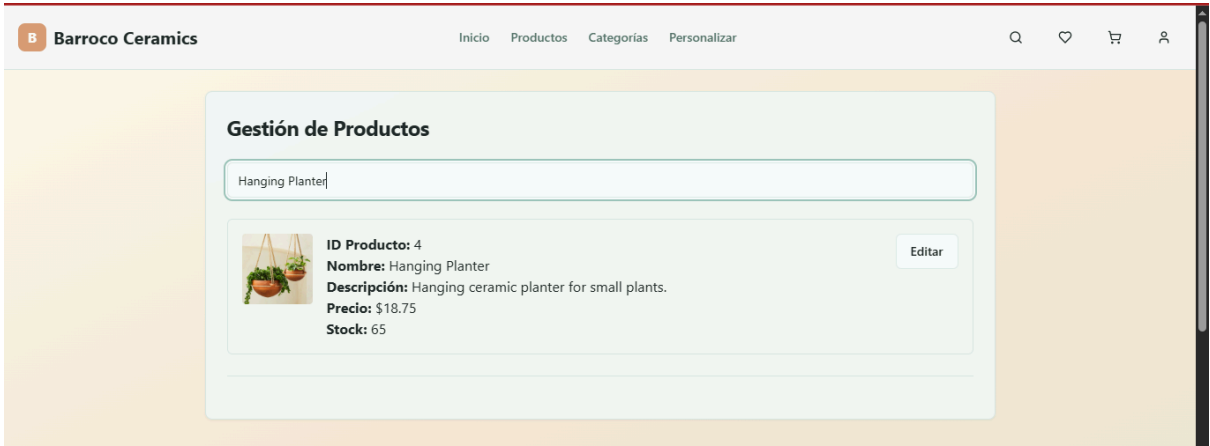 B Barroco Ceramics Inicio Productos Categorías Personalizar
Gestión de Productos
Hanging Planter
ID Producto: 4
Editar
Nombre: Hanging Planter
Descripción: Hanging ceramic planter for small plants.
Precio: $18.75
Stock: 65